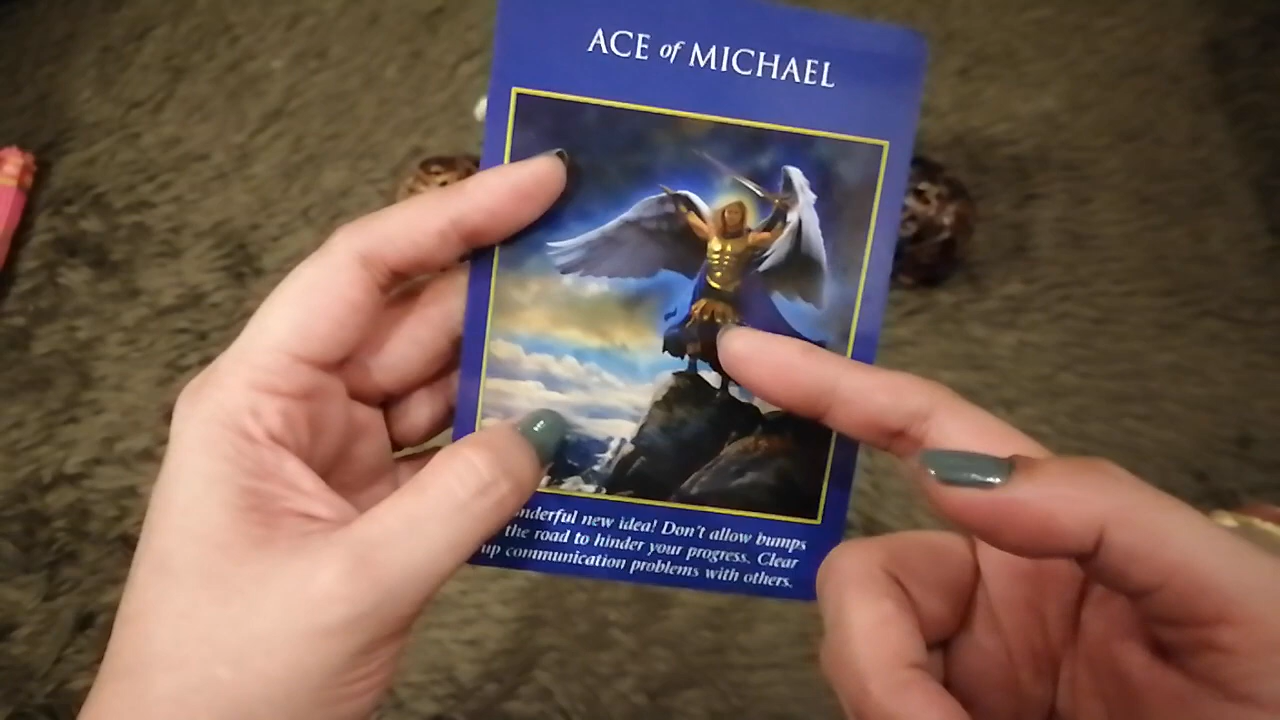 ACE of MICHAEL
nderful new idea! Don't allow bumps
the road to hinder your progress. Clear
up communication problems with others.